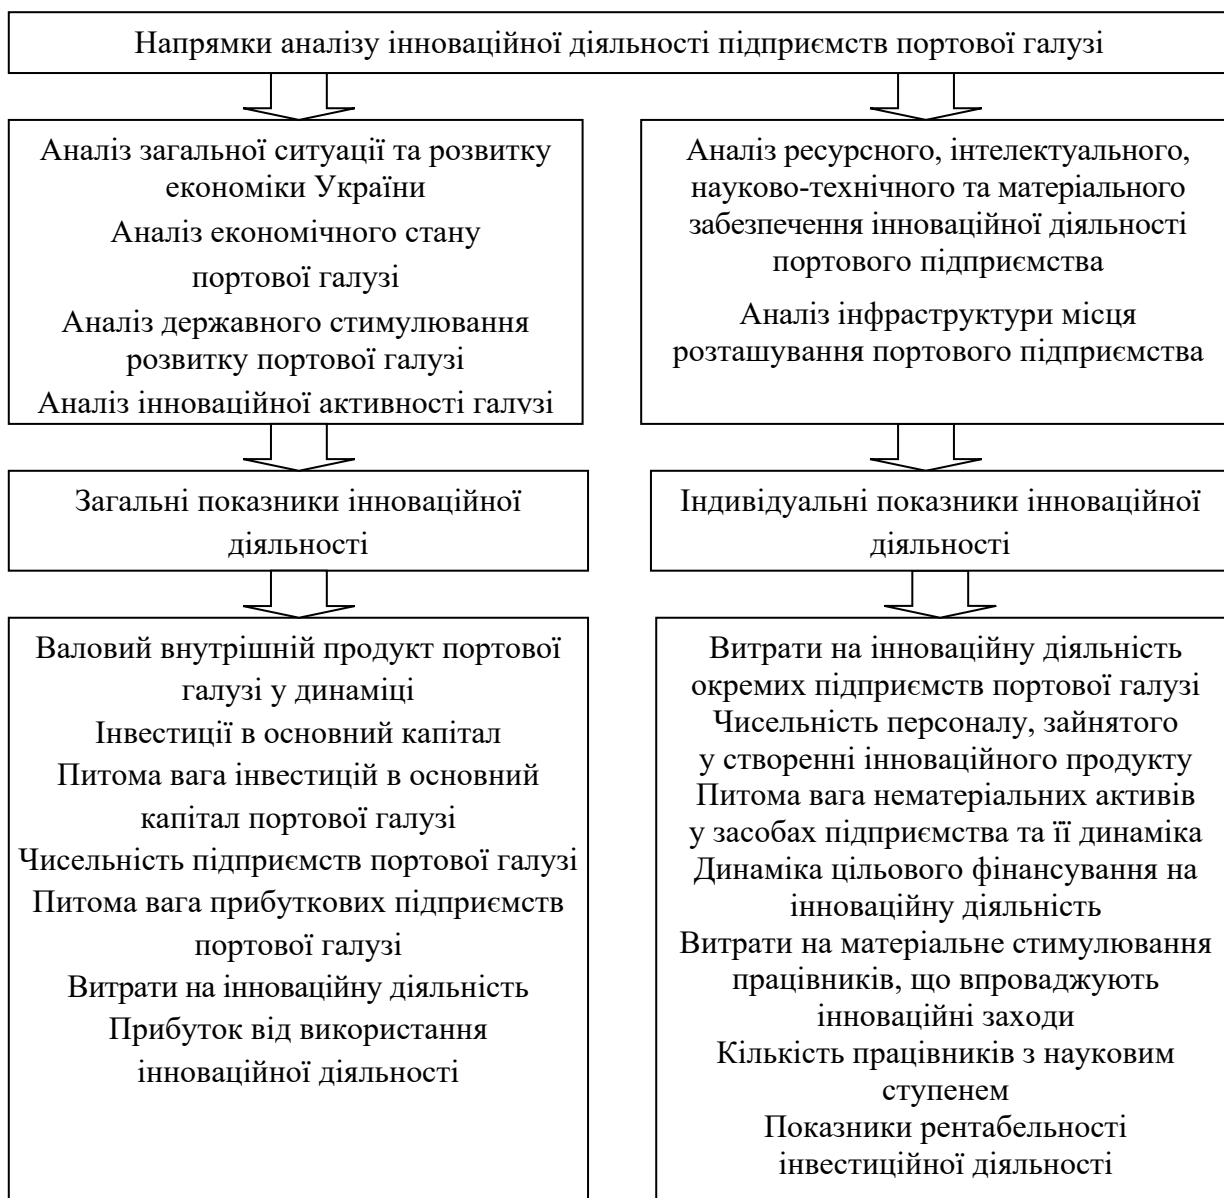 Напрямки аналізу інноваційної діяльності підприємств портової галузі
Аналіз загальної ситуації та розвитку
економіки України
Аналіз економічного стану
портової галузі
Аналіз державного стимулювання
розвитку портової галузі
Аналіз інноваційної активності галузі
Аналіз ресурсного, інтелектуального,
науково-технічного та матеріального
забезпечення інноваційної діяльності
портового підприємства
Аналіз інфраструктури місця
розташування портового підприємства
Загальні показники інноваційної
діяльності
Індивідуальні показники інноваційної
діяльності
Валовий внутрішній продукт портової
галузі у динаміці
Інвестиції в основний капітал
Питома вага інвестицій в основний
капітал портової галузі
Чисельність підприємств портової галузі
Питома вага прибуткових підприємств
портової галузі
Витрати на інноваційну діяльність
Прибуток від використання
інноваційної діяльності
Витрати на інноваційну діяльність
окремих підприємств портової галузі
Чисельність персоналу, зайнятого
у створенні інноваційного продукту
Питома вага нематеріальних активів
у засобах підприємства та її динаміка
Динаміка цільового фінансування на
інноваційну діяльність
Витрати на матеріальне стимулювання
працівників, що впроваджують
інноваційні заходи
Кількість працівників з науковим
ступенем
Показники рентабельності
інвестиційної діяльності